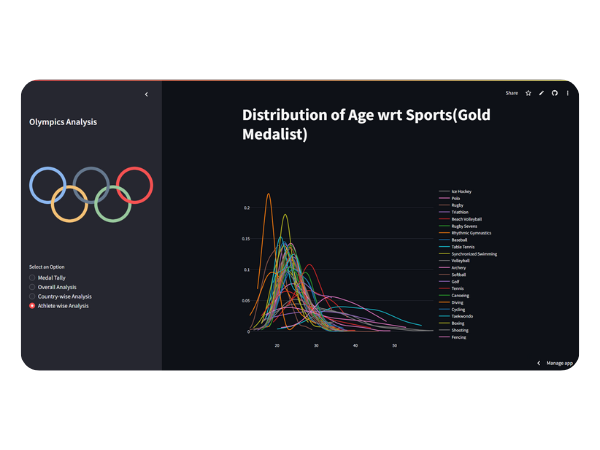 Share
Olympics Analysis
Distribution of Age wrt Sports(Gold
Medalist)
Select an Option
Medal Tally
Overall Analysis
Country-wise Analysis
Athlete wise Analysis
0.2
0.15
0.1
0.05
0
20
30
40
50
Ice Hockey
Polo
Rugby
Triathlon
Beach Volleyball
Rugby Sevens
Rhythmic Gymnastics
Baseball
Table Tennis
Synchronized Swimming
Volleyball
Archery
Softball
Golf
Tennis
Canoeing
Diving
Cycling
Taekwondo
Boxing
Shooting
Fencing
Manage app